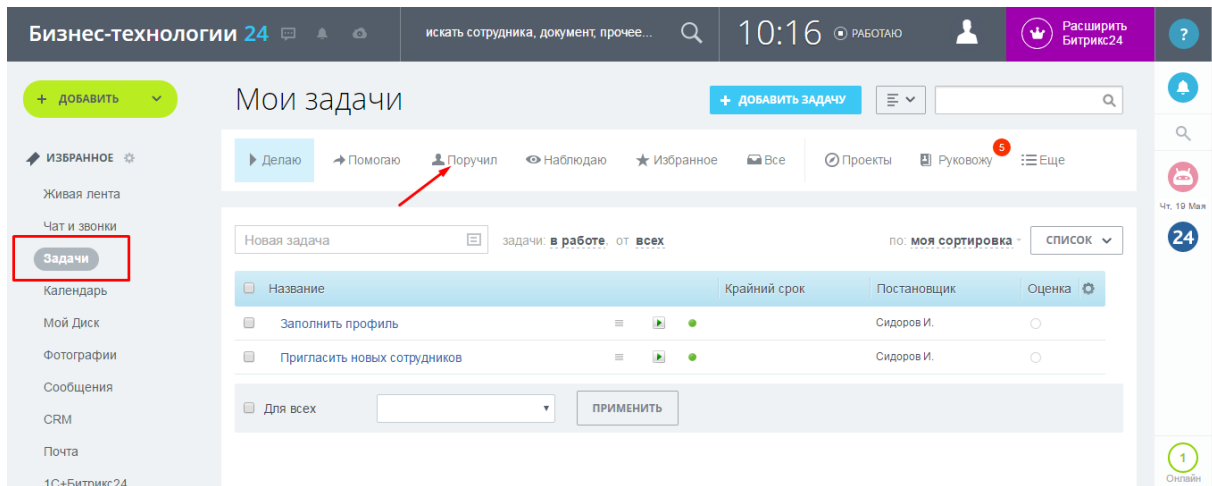 Бизнес-технологии 24
искать сотрудника, документ, прочее...
10:16 РАБОТАЮ
Расширить
Битрикс24
?
+ ДОБАВИТЬ
Мои задачи
+ ДОБАВИТЬ ЗАДАЧУ
ИЗБРАННОЕ
Делаю Помогаю Поручил Наблюдаю Избранное Все Проекты Руковожу 5 Еще
Живая лента
Чт, 19 Мая
Чат и звонки
24
Новая задача задачи: в работе, от всех по: моя сортировка СПИСОК
Задачи
Календарь
Название Крайний срок Постановщик Оценка
Мой Диск
Заполнить профиль Сидоров И.
Фотографии
Пригласить новых сотрудников Сидоров И.
Сообщения
Для всех ПРИМЕНИТЬ
CRM
Почта
1
Онлайн
1С+Битрикс24